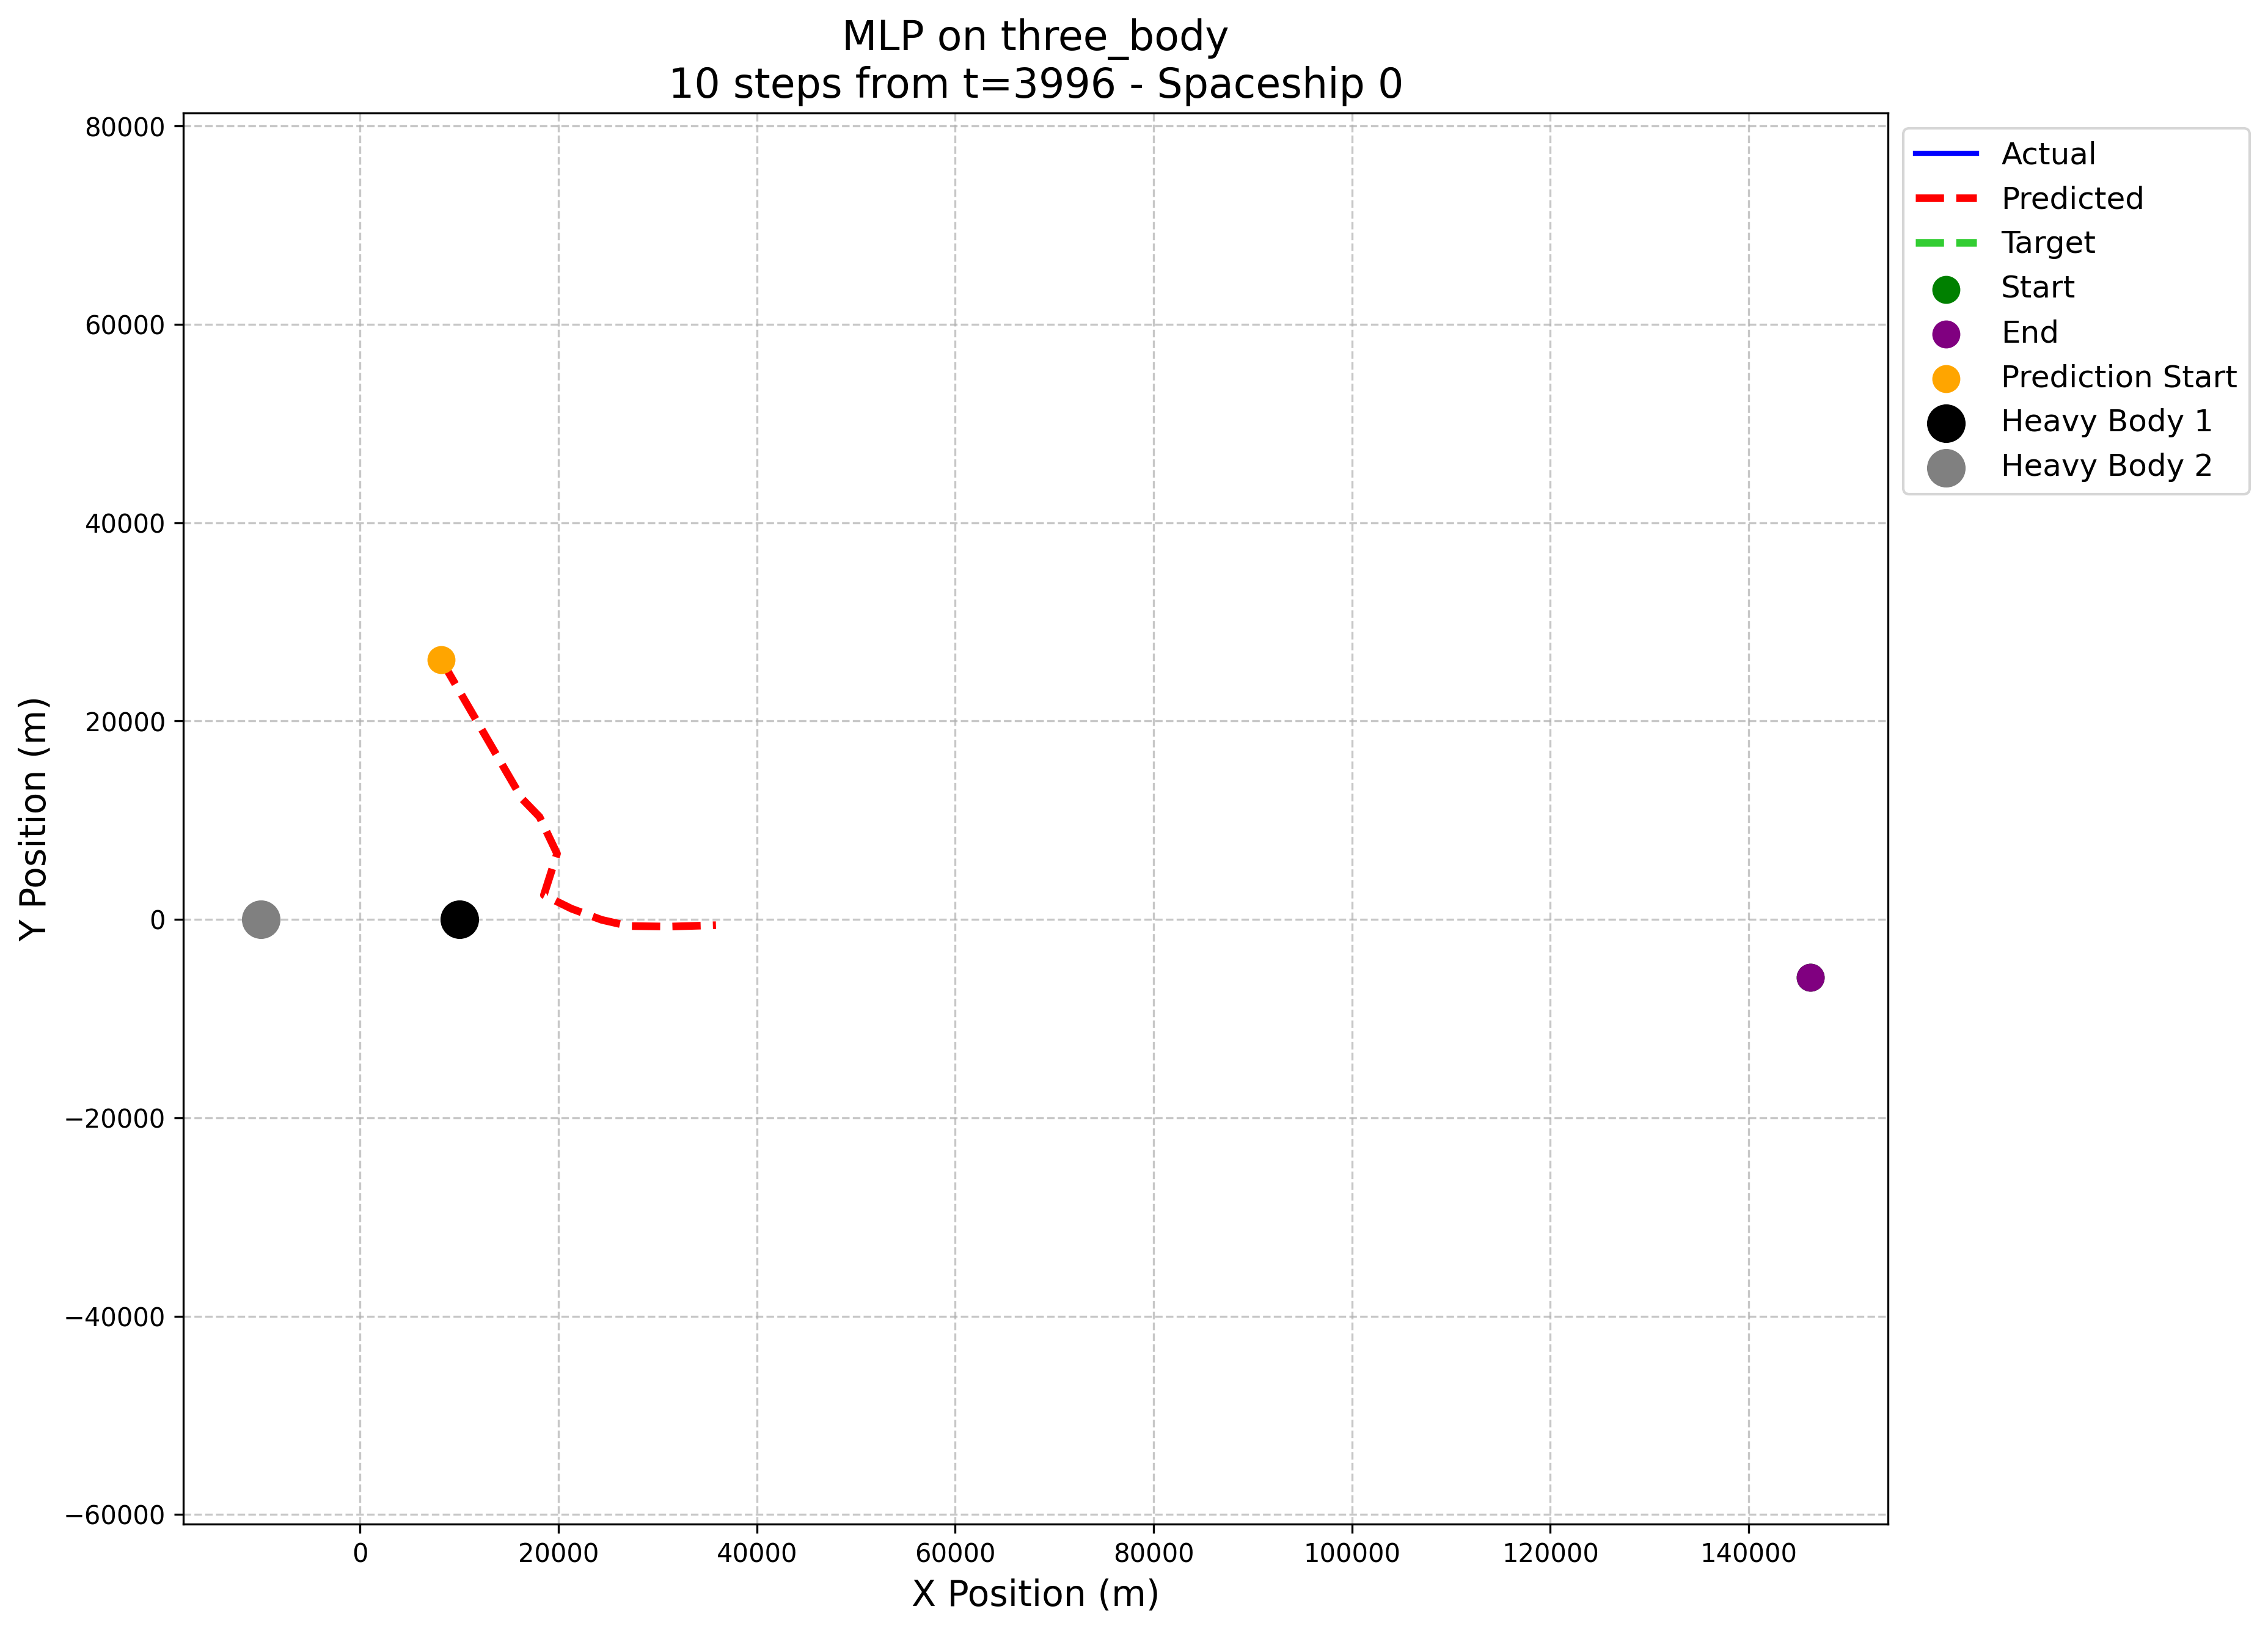 MLP on three_body
10 steps from t=3996 - Spaceship 0
80000
60000
40000
20000
0
−20000
−40000
−60000
Y Position (m)
0
20000
40000
60000
80000
100000
120000
140000
X Position (m)
Actual
Predicted
Target
Start
End
Prediction Start
Heavy Body 1
Heavy Body 2